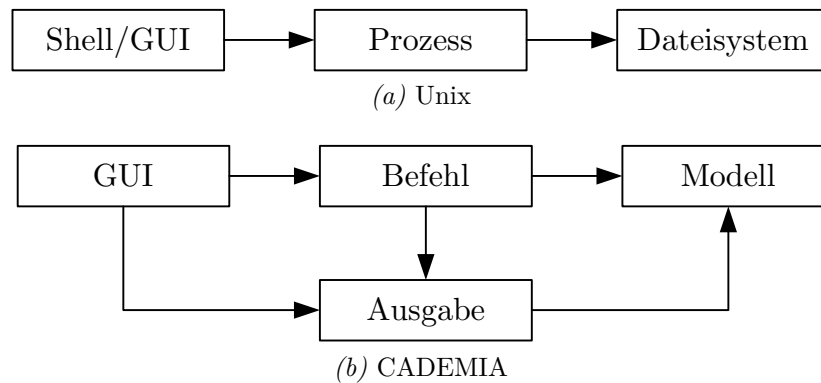 Shell/GUI Prozess Dateisystem
(a) Unix
GUI Befehl Modell
Ausgabe
(b) CADEMIA